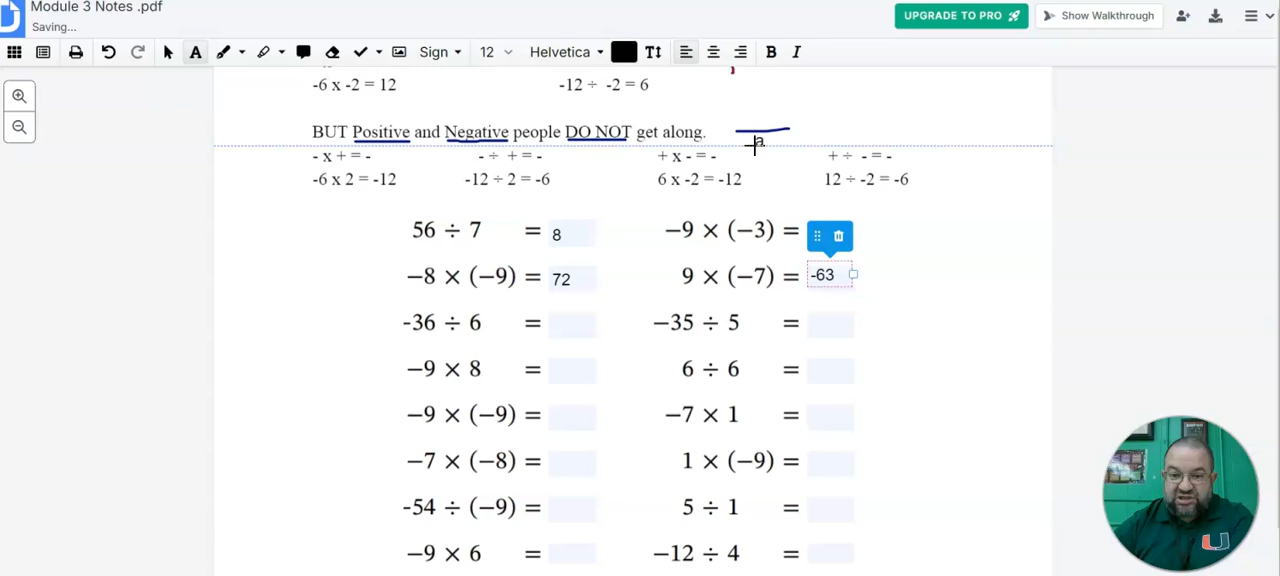 Module 3 Notes .pdf
Saving...
UPGRADE TO PRO
Show Walkthrough
A
Sign
12
Helvetica
T
B
I
-6 x -2 = 12 -12 ÷ -2 = 6
BUT Positive and Negative people DO NOT get along.
a
- x + = - - ÷ + = - + x - = - + ÷ - = -
-6 x 2 = -12 -12 ÷ 2 = -6 6 x -2 = -12 12 ÷ -2 = -6
56 ÷ 7 = 8 −9 × (−3) =
−8 × (−9) = 72 9 × (−7) = -63
-36 ÷ 6 = −35 ÷ 5 =
−9 × 8 = 6 ÷ 6 =
−9 × (−9) = −7 × 1 =
−7 × (−8) = 1 × (−9) =
-54 ÷ (−9) = 5 ÷ 1 =
−9 × 6 = −12 ÷ 4 =